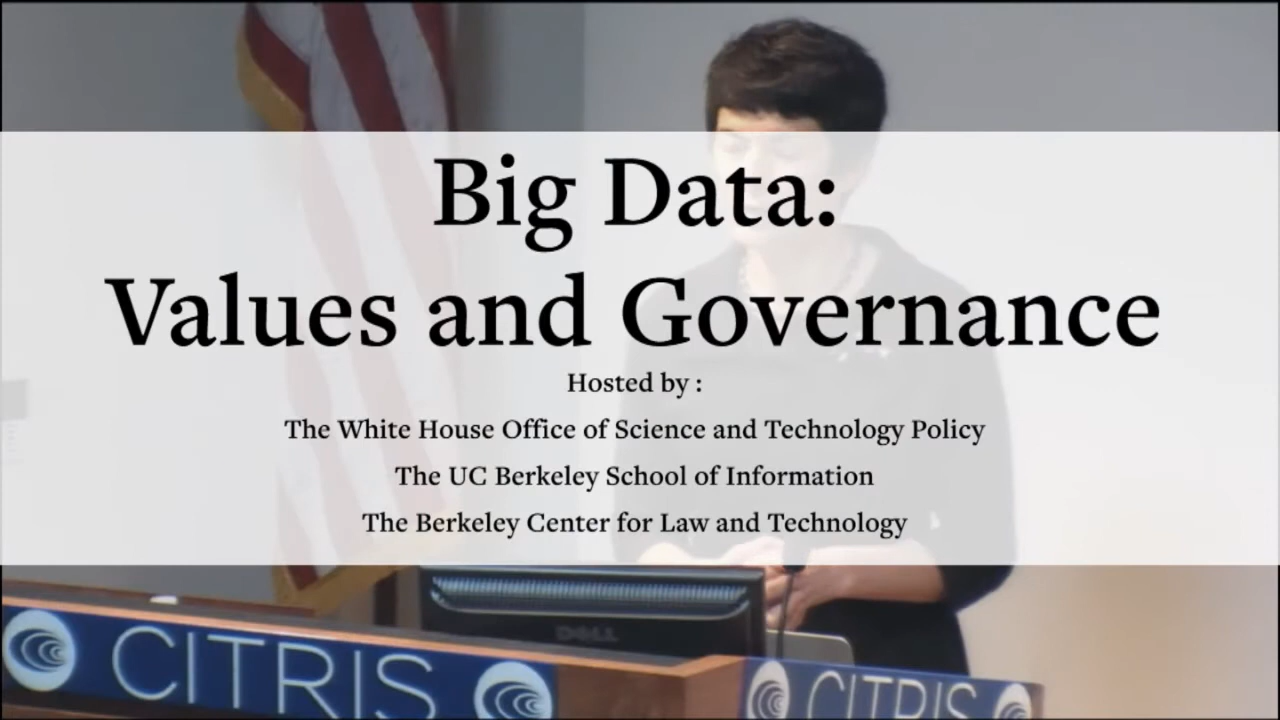 Big Data:
Values and Governance
Hosted by :
The White House Office of Science and Technology Policy
The UC Berkeley School of Information
The Berkeley Center for Law and Technology
DELL
CITRIS
CITRIS